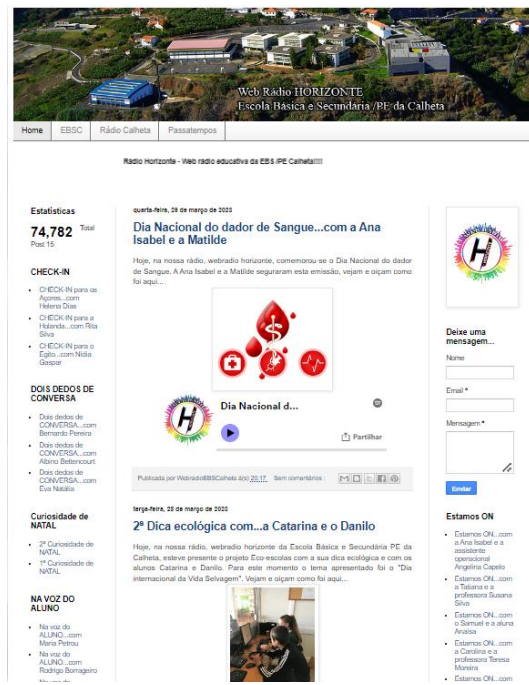 Web Rádio HORIZONTE
Escola Básica e Secundária /PE da Calheta
Home
EBSC
Rádio Calheta
Passatempos
Rádio Horizonte - Web rádio educativa da EBS /PE Calheta!!!!
Estatisticas
74,782 Total
Post 15
CHECK-IN
CHECK-IN para os
Açores...com
Helena Dias
CHECK-IN para a
Holanda...com Rita
Silva
CHECK-IN para o
Egito...com Nídia
Gaspar
DOIS DEDOS DE
CONVERSA
Dois dedos de
CONVERSA...com
Bernardo Pereira
Dois dedos de
CONVERSA...com
Albino Bettencourt
Dois dedos de
CONVERSA...com
Eva Natália
Curiosidade de
NATAL
2ª Curiosidade de
NATAL
1ª Curiosidade de
NATAL
NA VOZ DO
ALUNO
Na voz do
ALUNO...com
Maria Petrou
Na voz do
ALUNO...com
Rodrigo Borrageiro
quarta-feira, 29 de março de 2023
Dia Nacional do dador de Sangue...com a Ana
Isabel e a Matilde
Hoje, na nossa rádio, webradio horizonte, comemorou-se o Dia Nacional do dador
de Sangue. A Ana Isabel e a Matilde seguraram esta emissão, vejam e oiçam como
foi aqui...
H
Dia Nacional d...
Partilhar
Publicada por WebradioEBSCalheta à(s) 20:17
Sem comentários :
terça-feira, 28 de março de 2023
2ª Dica ecológica com...a Catarina e o Danilo
Hoje, na nossa rádio, webradio horizonte da Escola Básica e Secundária PE da
Calheta, esteve presente o projeto Eco-escolas com a sua dica ecológica e com os
alunos Catarina e Danilo. Para este momento o tema apresentado foi o "Dia
internacional da Vida Selvagem". Vejam e oiçam como foi aqui...
H
Deixe uma
mensagem...
Nome
Email *
Mensagem *
Enviar
Estamos ON
Estamos ON...com
a Ana Isabel e a
assistente
operacional
Angelina Capelo
Estamos ON...com
a Tatiana e a
professora Susana
Silva
Estamos ON...com
o Samuel e a aluna
Anaísa
Estamos ON...com
a Carolina e a
professora Teresa
Moreira
Estamos ON...com